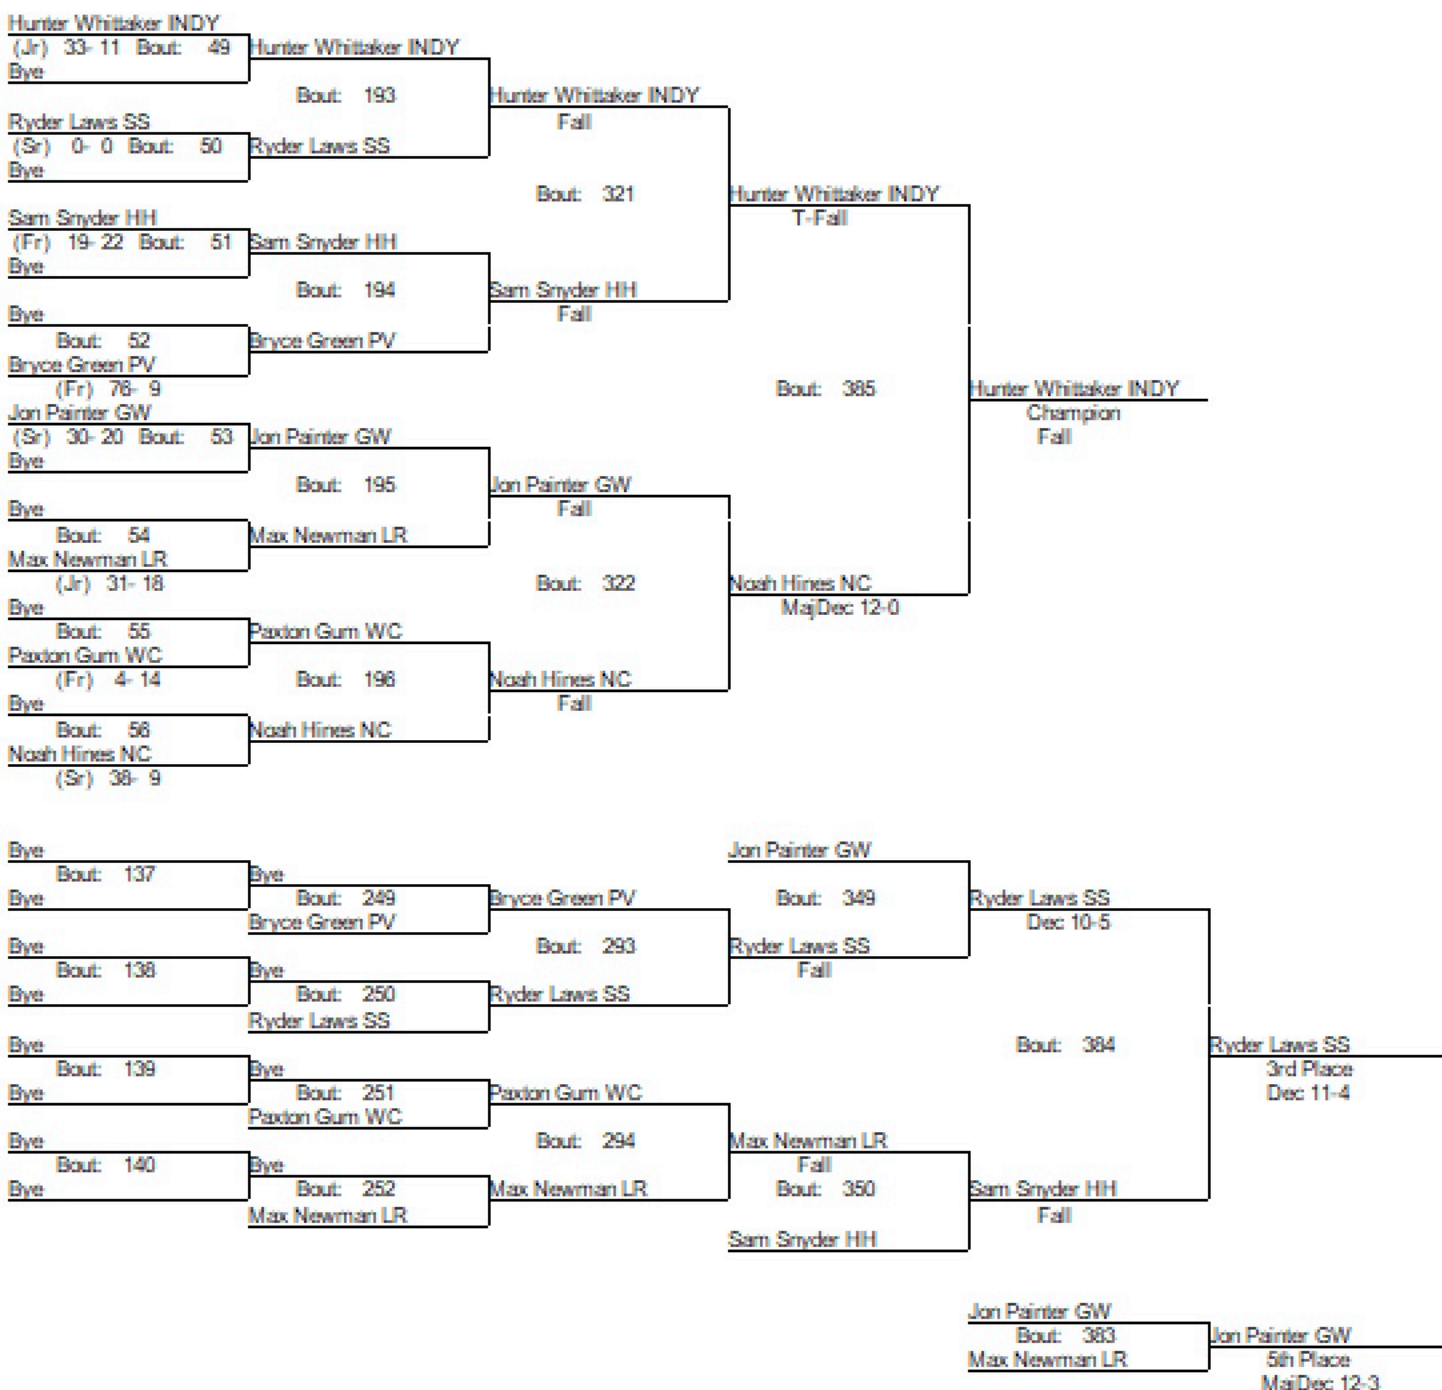 Hunter Whittaker INDY
(Jr) 33- 11 Bout: 49 Hunter Whittaker INDY
Bye
Bout: 193 Hunter Whittaker INDY
Fall
Ryder Laws SS
(Sr) 0- 0 Bout: 50 Ryder Laws SS
Bye
Bout: 321 Hunter Whittaker INDY
T-Fall
Sam Snyder HH
(Fr) 19- 22 Bout: 51 Sam Snyder HH
Bye
Bout: 194 Sam Snyder HH
Fall
Bye
Bout: 52 Bryce Green PV
Bryce Green PV
(Fr) 76- 9 Bout: 385 Hunter Whittaker INDY
Champion
Fall
Jon Painter GW
(Sr) 30- 20 Bout: 53 Jon Painter GW
Bye
Bout: 195 Jon Painter GW
Fall
Bye
Bout: 54 Max Newman LR
Max Newman LR
(Jr) 31- 18 Bout: 322 Noah Hines NC
MajDec 12-0
Bye
Bout: 55 Paxton Gum WC
Paxton Gum WC
(Fr) 4- 14 Bout: 196 Noah Hines NC
Fall
Bye
Bout: 56 Noah Hines NC
Noah Hines NC
(Sr) 38- 9
Bye Jon Painter GW
Bout: 137 Bye
Bye Bout: 249 Bryce Green PV Bout: 349 Ryder Laws SS
Bryce Green PV Dec 10-5
Bye Bout: 293 Ryder Laws SS
Bout: 138 Bye Fall
Bye Bout: 250 Ryder Laws SS
Ryder Laws SS
Bye Bout: 384 Ryder Laws SS
Bout: 139 Bye 3rd Place
Bye Bout: 251 Paxton Gum WC Dec 11-4
Paxton Gum WC
Bye Bout: 294 Max Newman LR
Bout: 140 Bye Fall
Bye Bout: 252 Max Newman LR Bout: 350 Sam Snyder HH
Max Newman LR Fall
Sam Snyder HH
Jon Painter GW
Bout: 383 Jon Painter GW
Max Newman LR 5th Place
MajDec 12-3